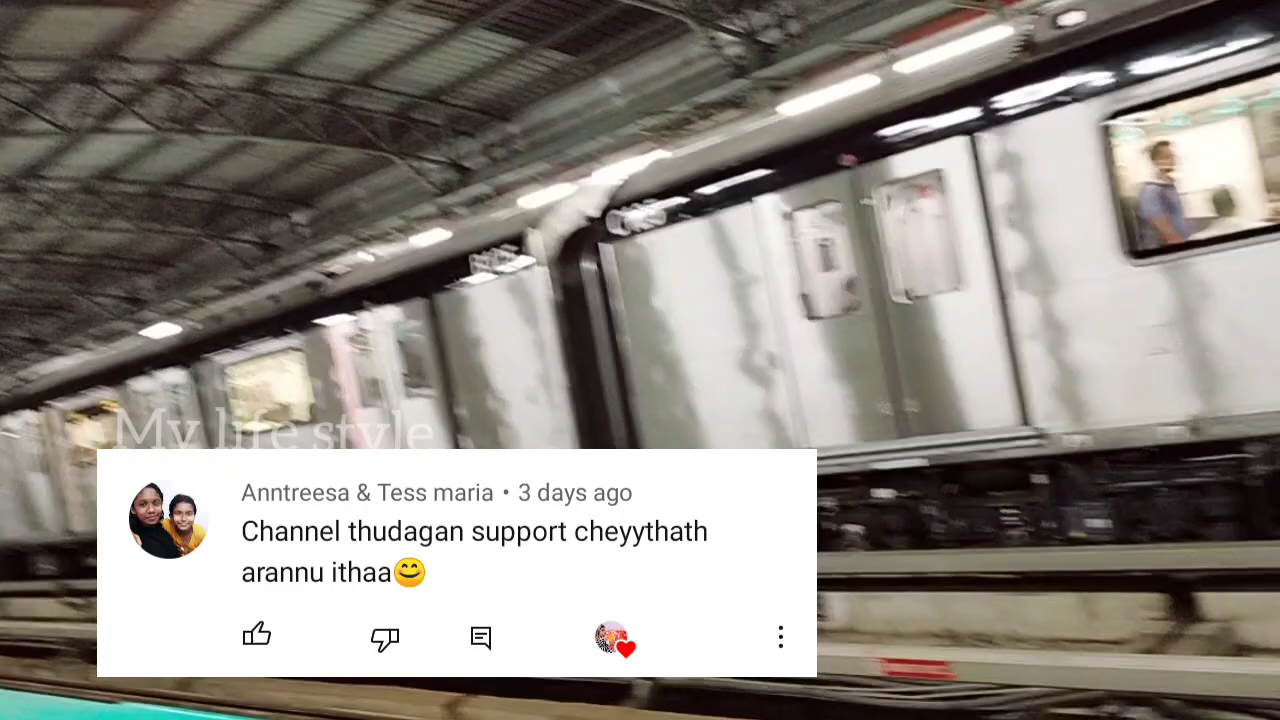 My life style
Anntreesa & Tess maria • 3 days ago
Channel thudagan support cheyythath
arannu ithaa😊